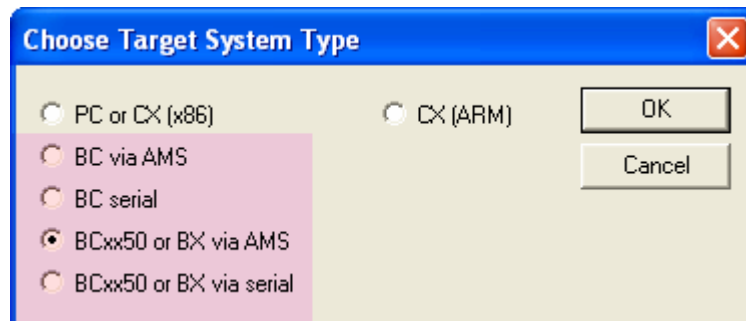 Choose Target System Type
PC or CX (x86)
CX (ARM)
OK
BC via AMS
Cancel
BC serial
BCxx50 or BX via AMS
BCxx50 or BX via serial